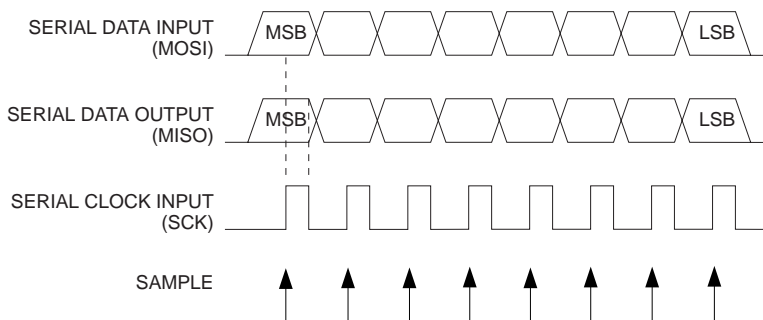 SERIAL DATA INPUT
(MOSI)
MSB
LSB
SERIAL DATA OUTPUT
(MISO)
MSB
LSB
SERIAL CLOCK INPUT
(SCK)
SAMPLE